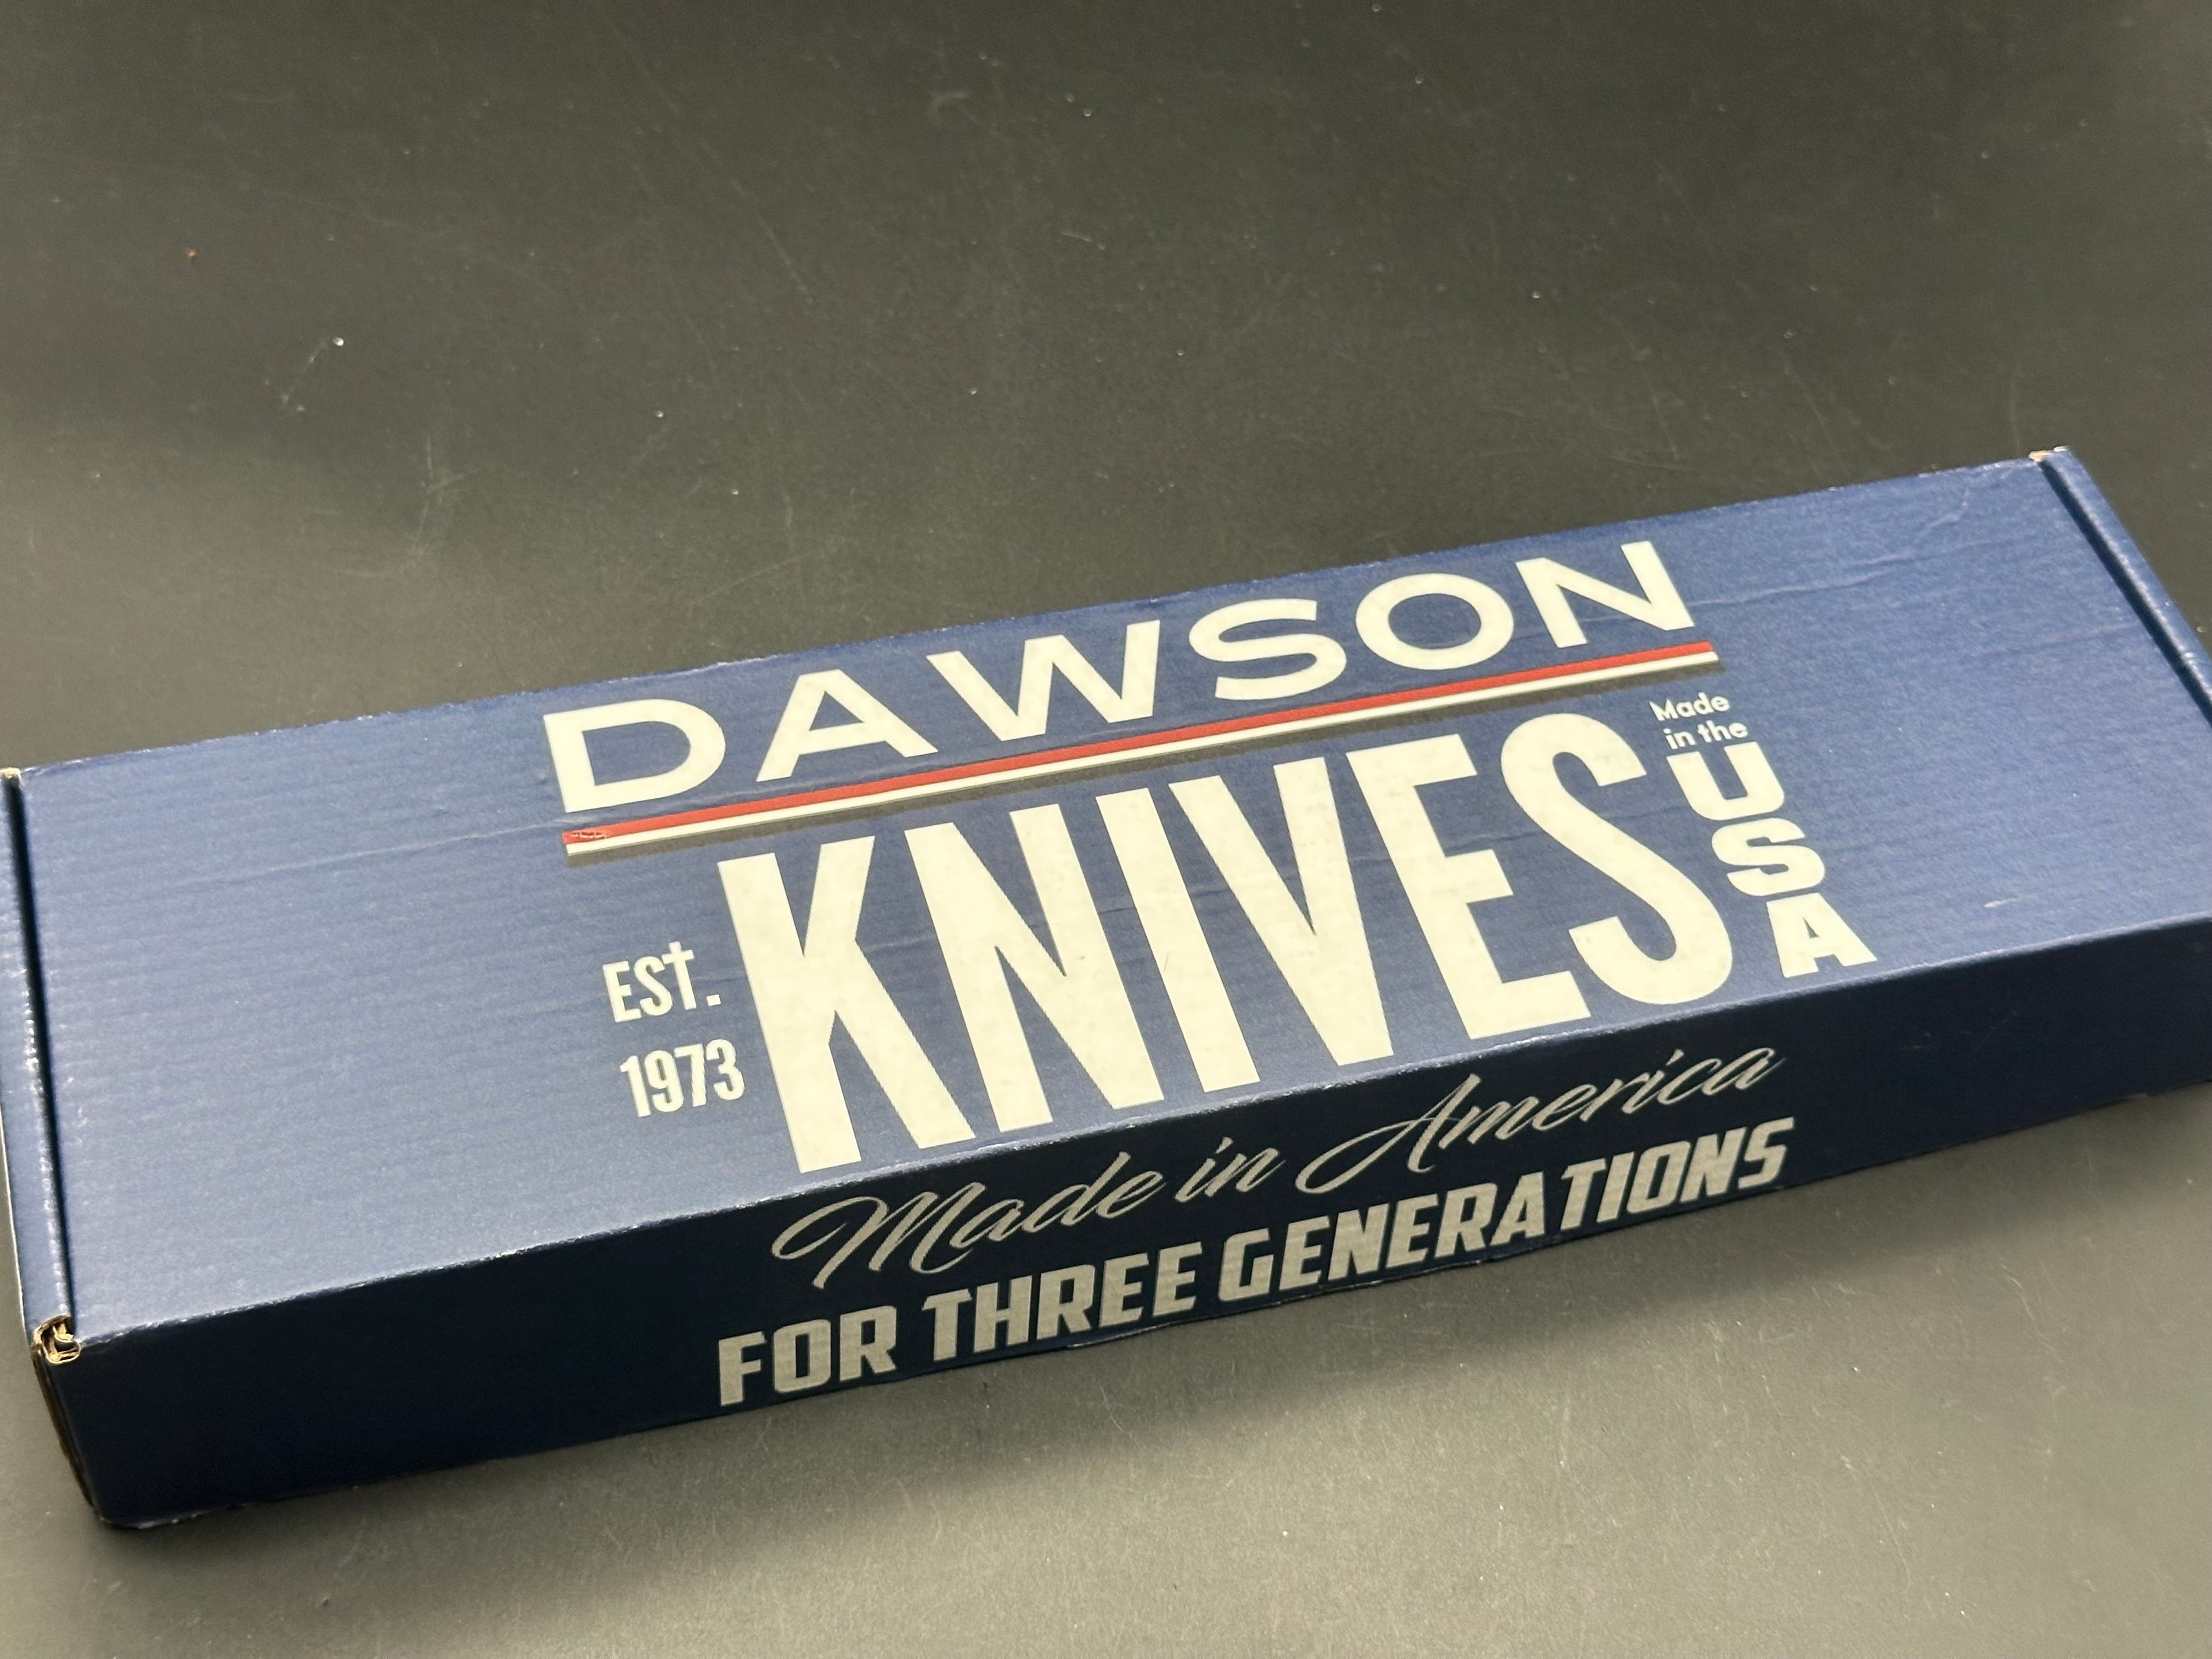 DAWSON
KNIVES
Made
in the
USA
EST.
1973
Made in America
FOR THREE GENERATIONS